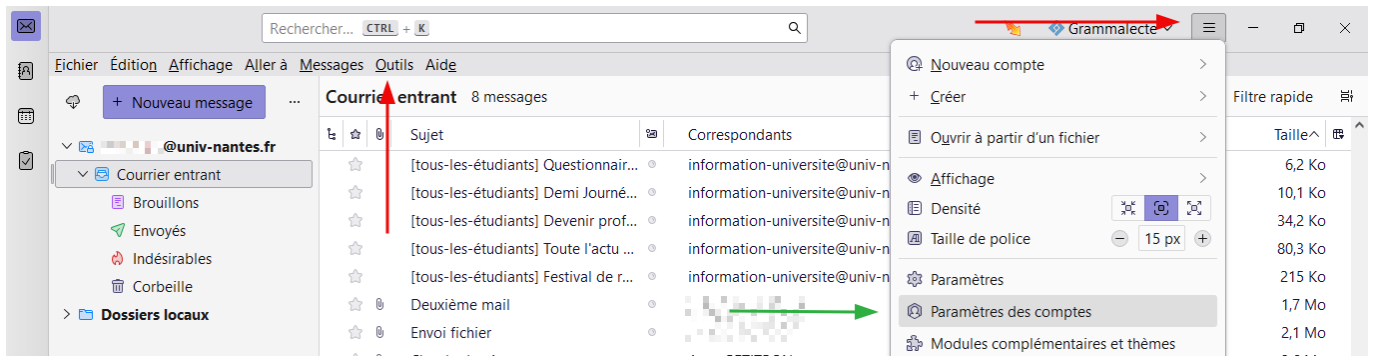 Rechercher... CTRL + K
Grammalecte
Fichier Édition Affichage Aller à Messages Outils Aide
+ Nouveau message ...
Courrier entrant 8 messages
Filtre rapide
Sujet Correspondants Taille
@univ-nantes.fr
Courrier entrant
Brouillons
Envoyés
Indésirables
Corbeille
Dossiers locaux
[tous-les-étudiants] Questionnair... information-universite@univ-n 6,2 Ko
[tous-les-étudiants] Demi Journé... information-universite@univ-n 10,1 Ko
[tous-les-étudiants] Devenir prof... information-universite@univ-n 34,2 Ko
[tous-les-étudiants] Toute l'actu ... information-universite@univ-n 80,3 Ko
[tous-les-étudiants] Festival de r... information-universite@univ-n 215 Ko
Deuxième mail 1,7 Mo
Envoi fichier 2,1 Mo
Nouveau compte
+ Créer
Ouvrir à partir d'un fichier
Affichage
Densité
Taille de police 15 px
Paramètres
Paramètres des comptes
Modules complémentaires et thèmes